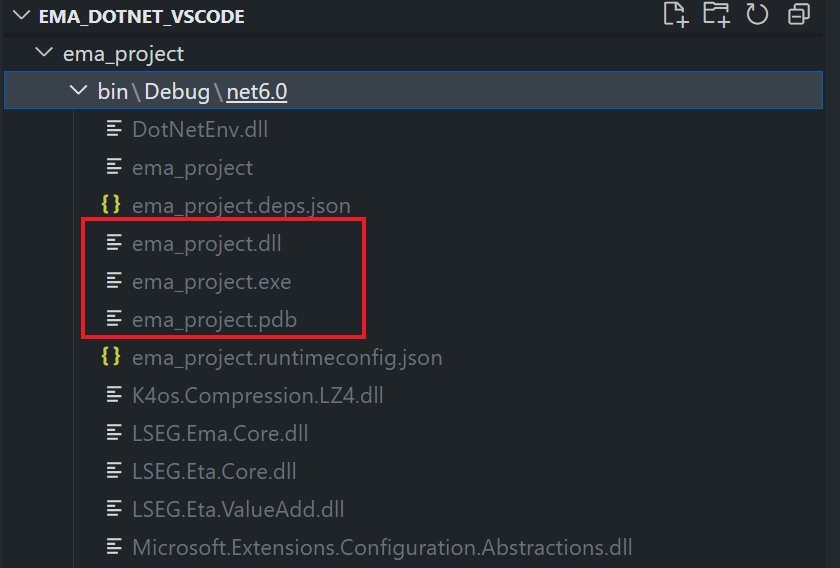 EMA_DOTNET_VSCODE
ema_project
bin\Debug\net6.0
DotNetEnv.dll
ema_project
{} ema_project.deps.json
ema_project.dll
ema_project.exe
ema_project.pdb
{} ema_project.runtimeconfig.json
K4os.Compression.LZ4.dll
LSEG.Ema.Core.dll
LSEG.Eta.Core.dll
LSEG.Eta.ValueAdd.dll
Microsoft.Extensions.Configuration.Abstractions.dll